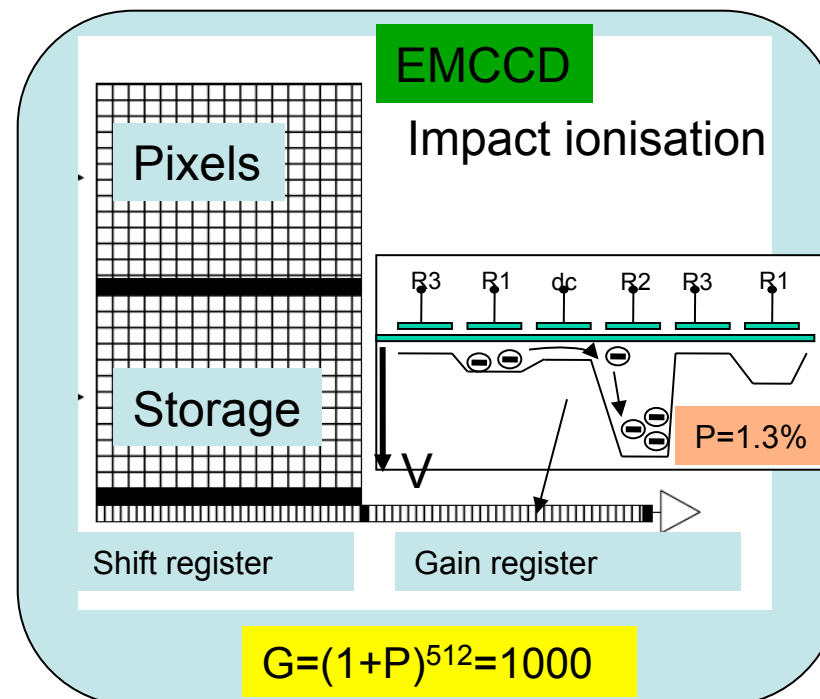 EMCCD
Pixels
Impact ionisation
R3 R1 dc R2 R3 R1
Storage
P=1.3%
V
Shift register
Gain register
G=(1+P)⁵¹²=1000